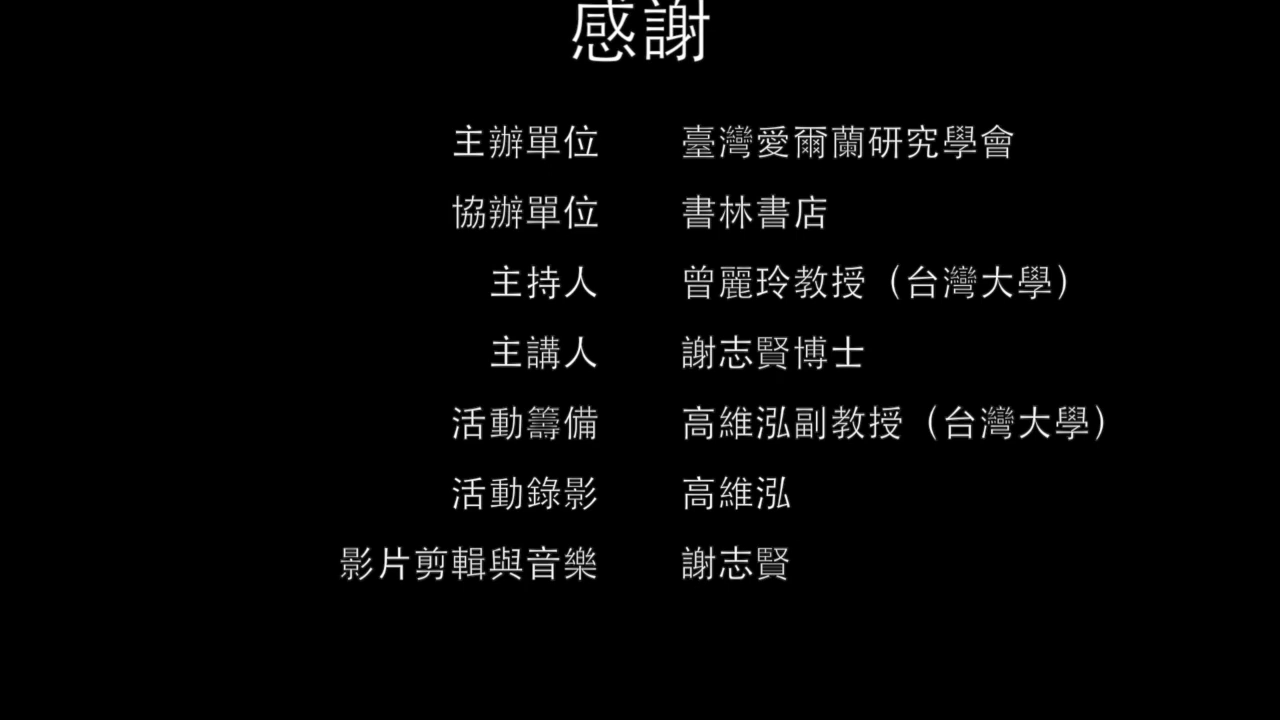 感謝
主辦單位 臺灣愛爾蘭研究學會
協辦單位 書林書店
主持人 曾麗玲教授（台灣大學）
主講人 謝志賢博士
活動籌備 高維泓副教授（台灣大學）
活動錄影 高維泓
影片剪輯與音樂 謝志賢